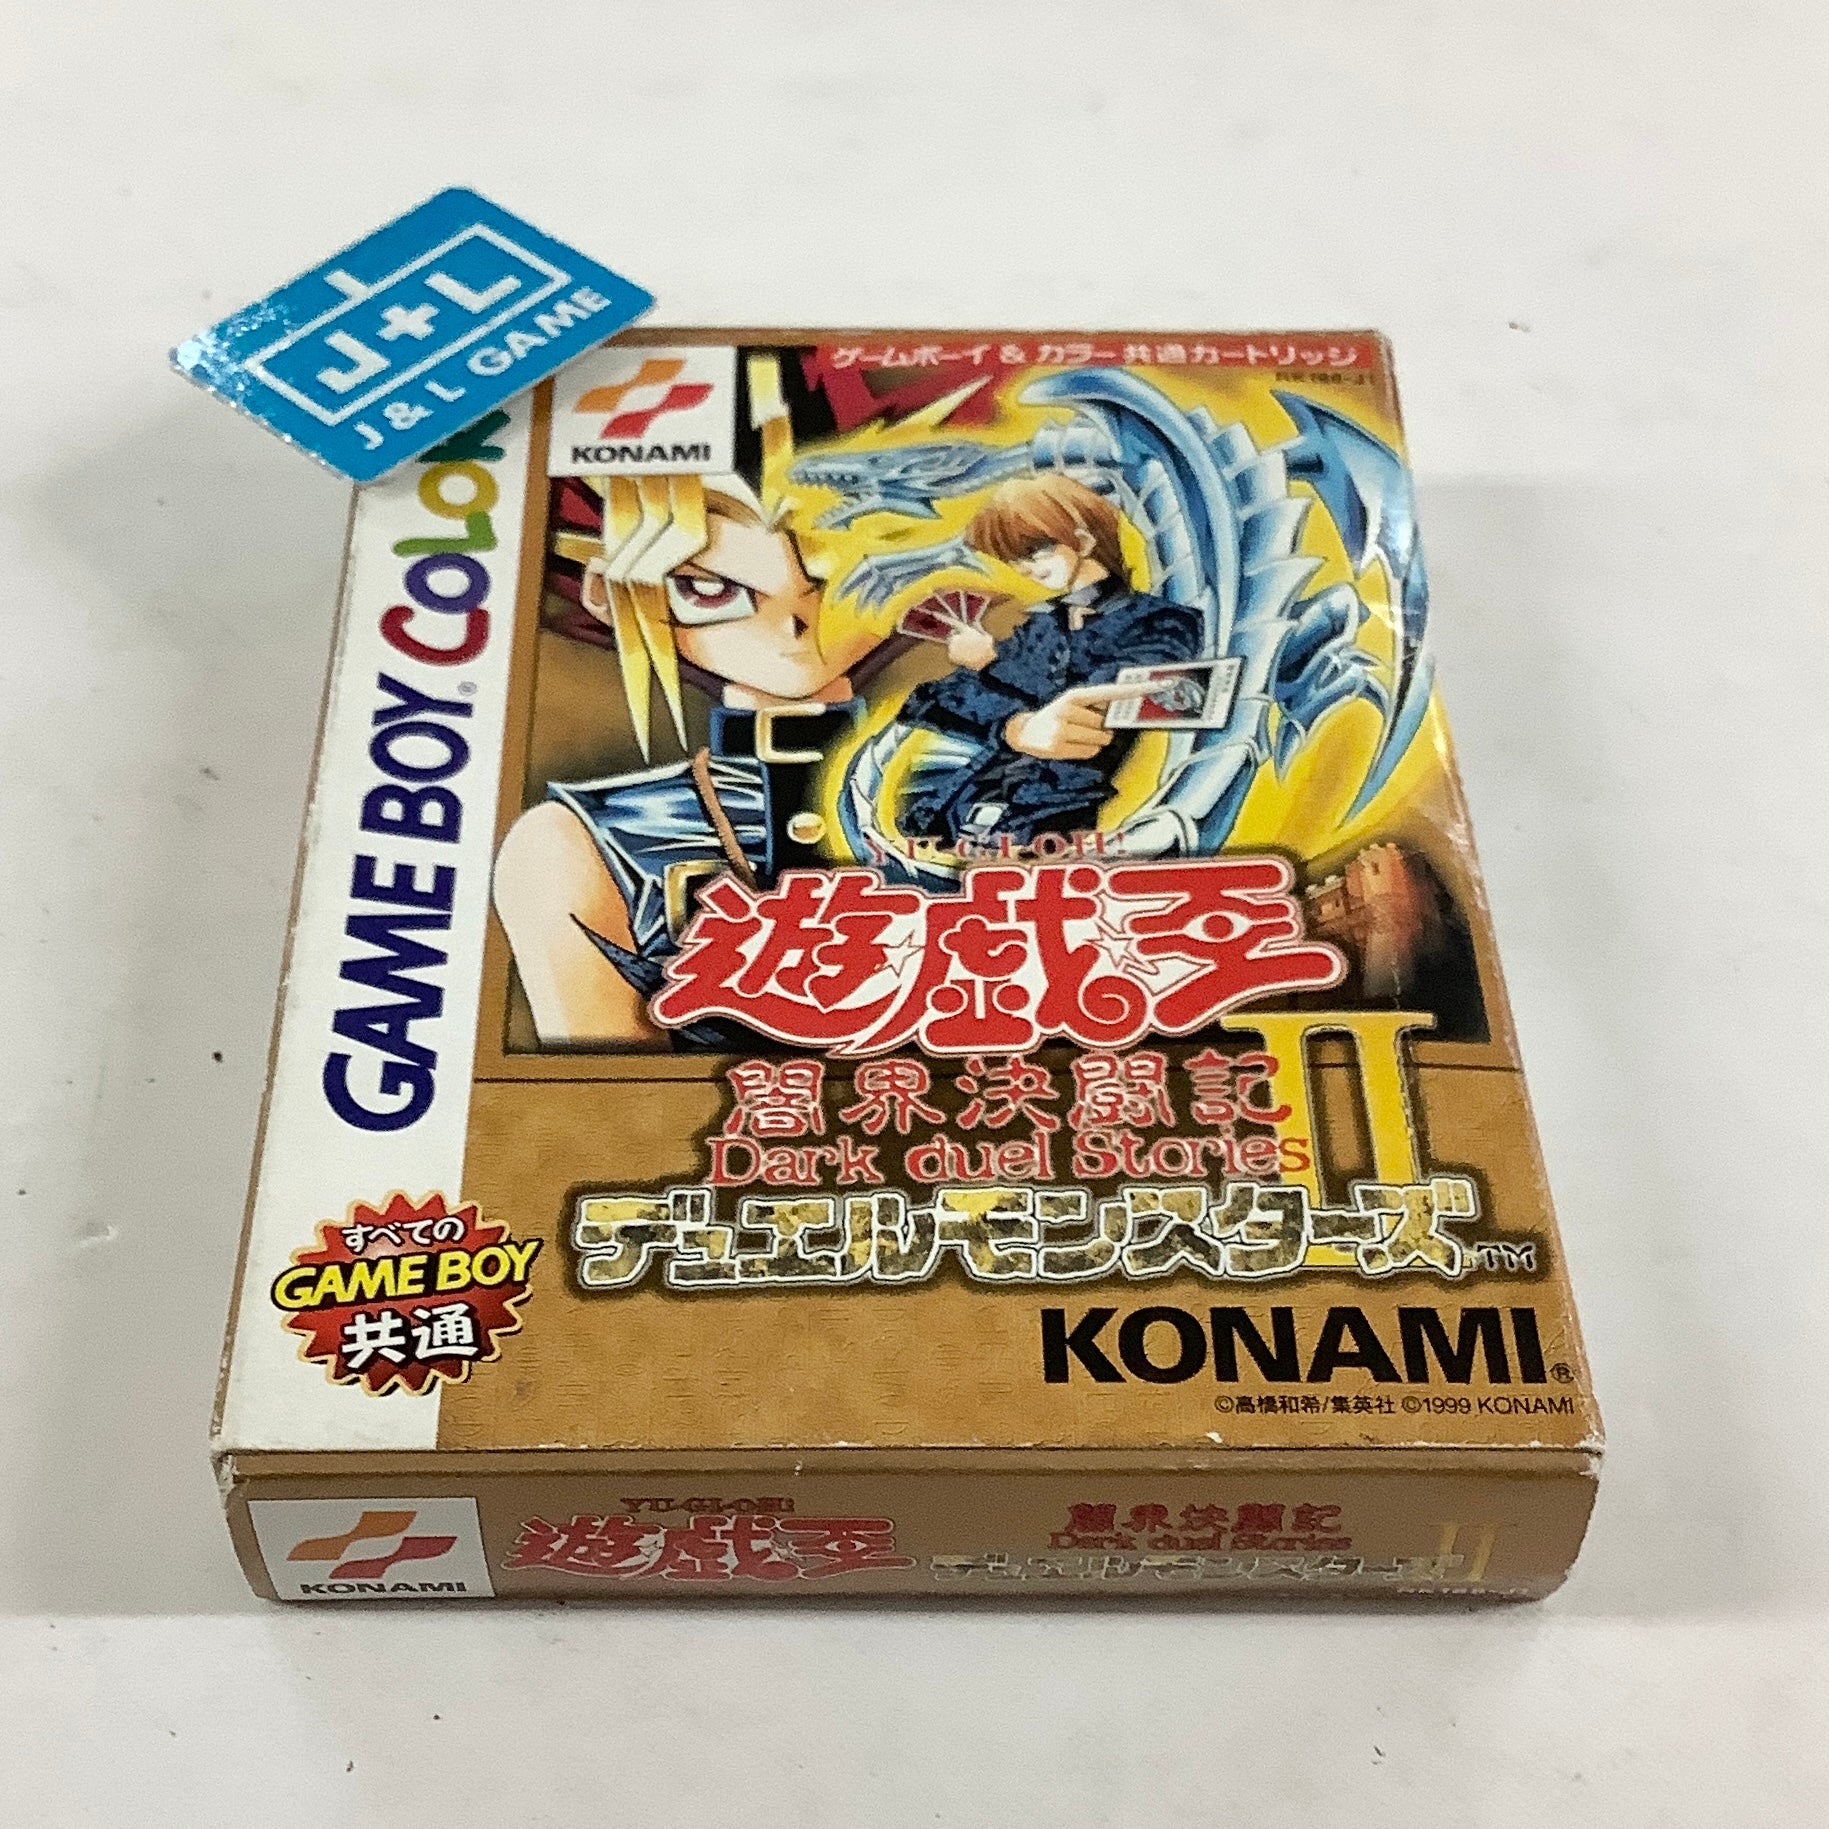 J+L
J & L GAME
GAME BOY COLOR
KONAMI
ゲームボーイ & カラー共通カートリッジ
YU-GI-OH!
遊戯王
闇界決闘記
Dark duel Stories
II
デュエルモンスターズ™
すべての
GAME BOY
共通
KONAMI®
©高橋和希/集英社 ©1999 KONAMI
KONAMI
YU-GI-OH!
遊戯王
闇界決闘記
Dark duel Stories
デュエルモンスターズ II